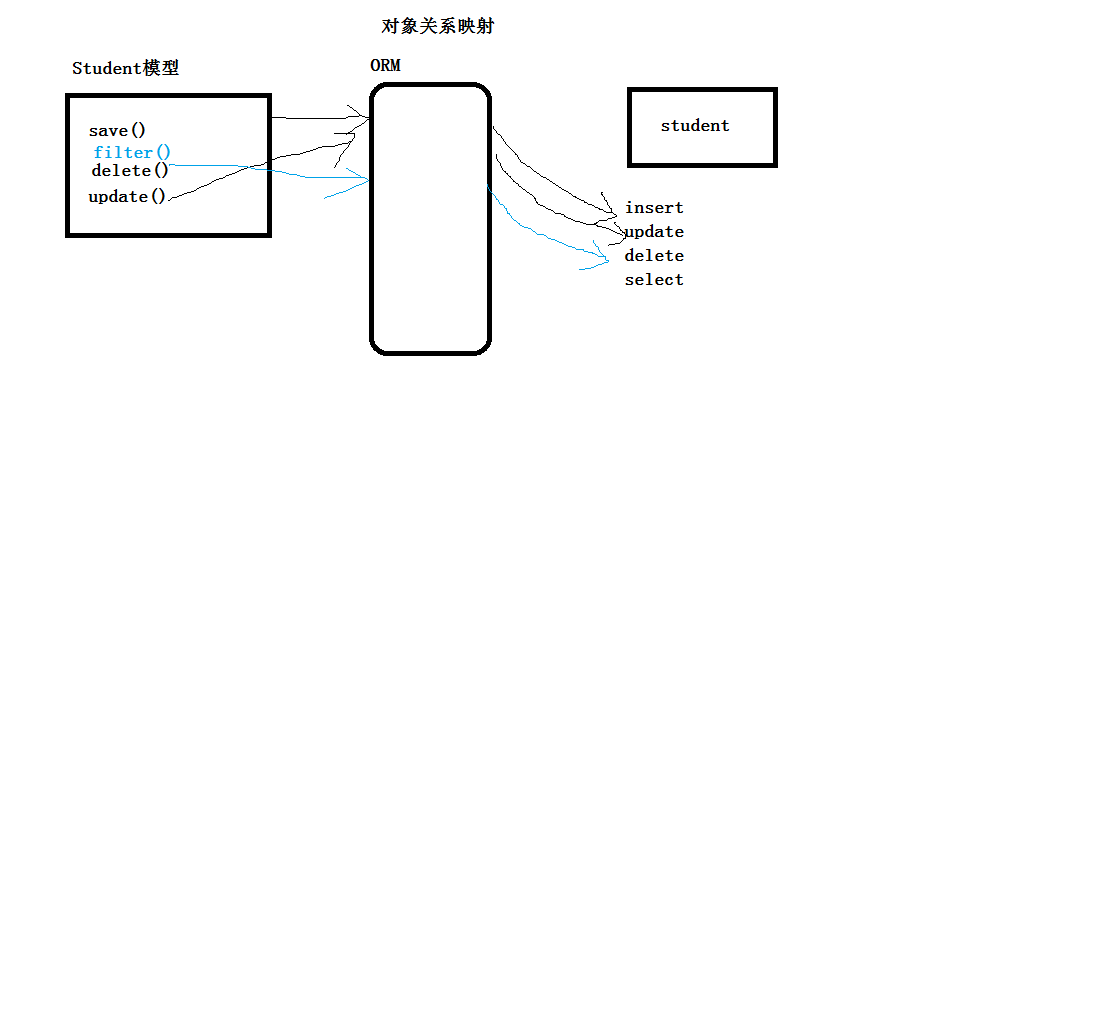 对象关系映射
Student模型
ORM
save()
filter()
delete()
update()
student
insert
update
delete
select